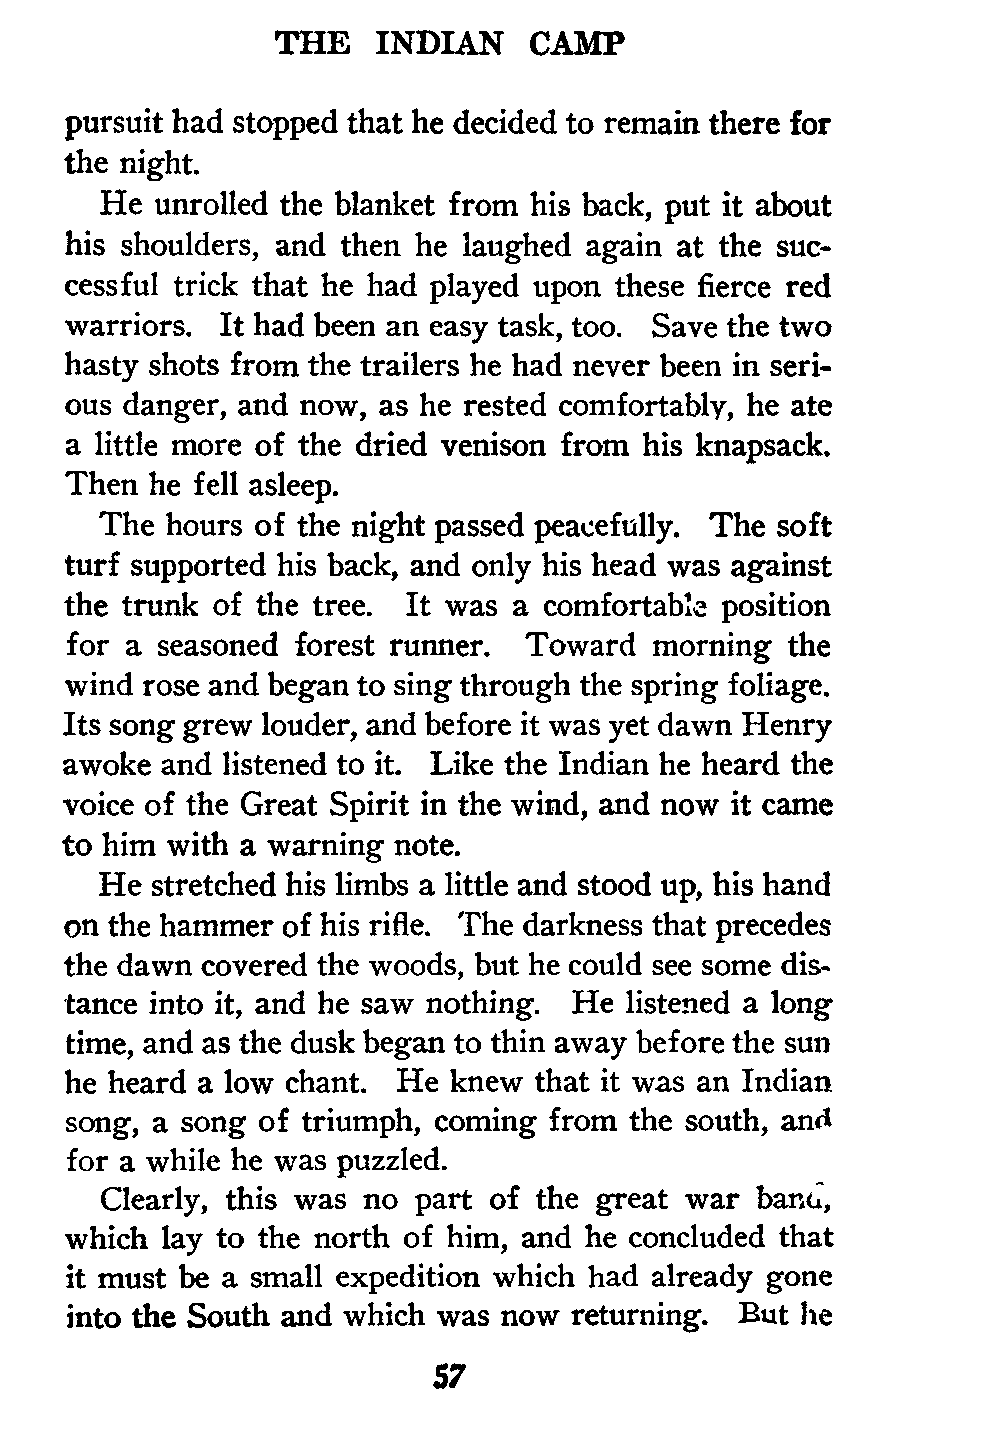 THE INDIAN CAMP
pursuit had stopped that he decided to remain there for
the night.
He unrolled the blanket from his back, put it about
his shoulders, and then he laughed again at the suc-
cessful trick that he had played upon these fierce red
warriors. It had been an easy task, too. Save the two
hasty shots from the trailers he had never been in seri-
ous danger, and now, as he rested comfortably, he ate
a little more of the dried venison from his knapsack.
Then he fell asleep.
The hours of the night passed peacefully. The soft
turf supported his back, and only his head was against
the trunk of the tree. It was a comfortable position
for a seasoned forest runner. Toward morning the
wind rose and began to sing through the spring foliage.
Its song grew louder, and before it was yet dawn Henry
awoke and listened to it. Like the Indian he heard the
voice of the Great Spirit in the wind, and now it came
to him with a warning note.
He stretched his limbs a little and stood up, his hand
on the hammer of his rifle. The darkness that precedes
the dawn covered the woods, but he could see some dis-
tance into it, and he saw nothing. He listened a long
time, and as the dusk began to thin away before the sun
he heard a low chant. He knew that it was an Indian
song, a song of triumph, coming from the south, and
for a while he was puzzled.
Clearly, this was no part of the great war band,
which lay to the north of him, and he concluded that
it must be a small expedition which had already gone
into the South and which was now returning. But he
57